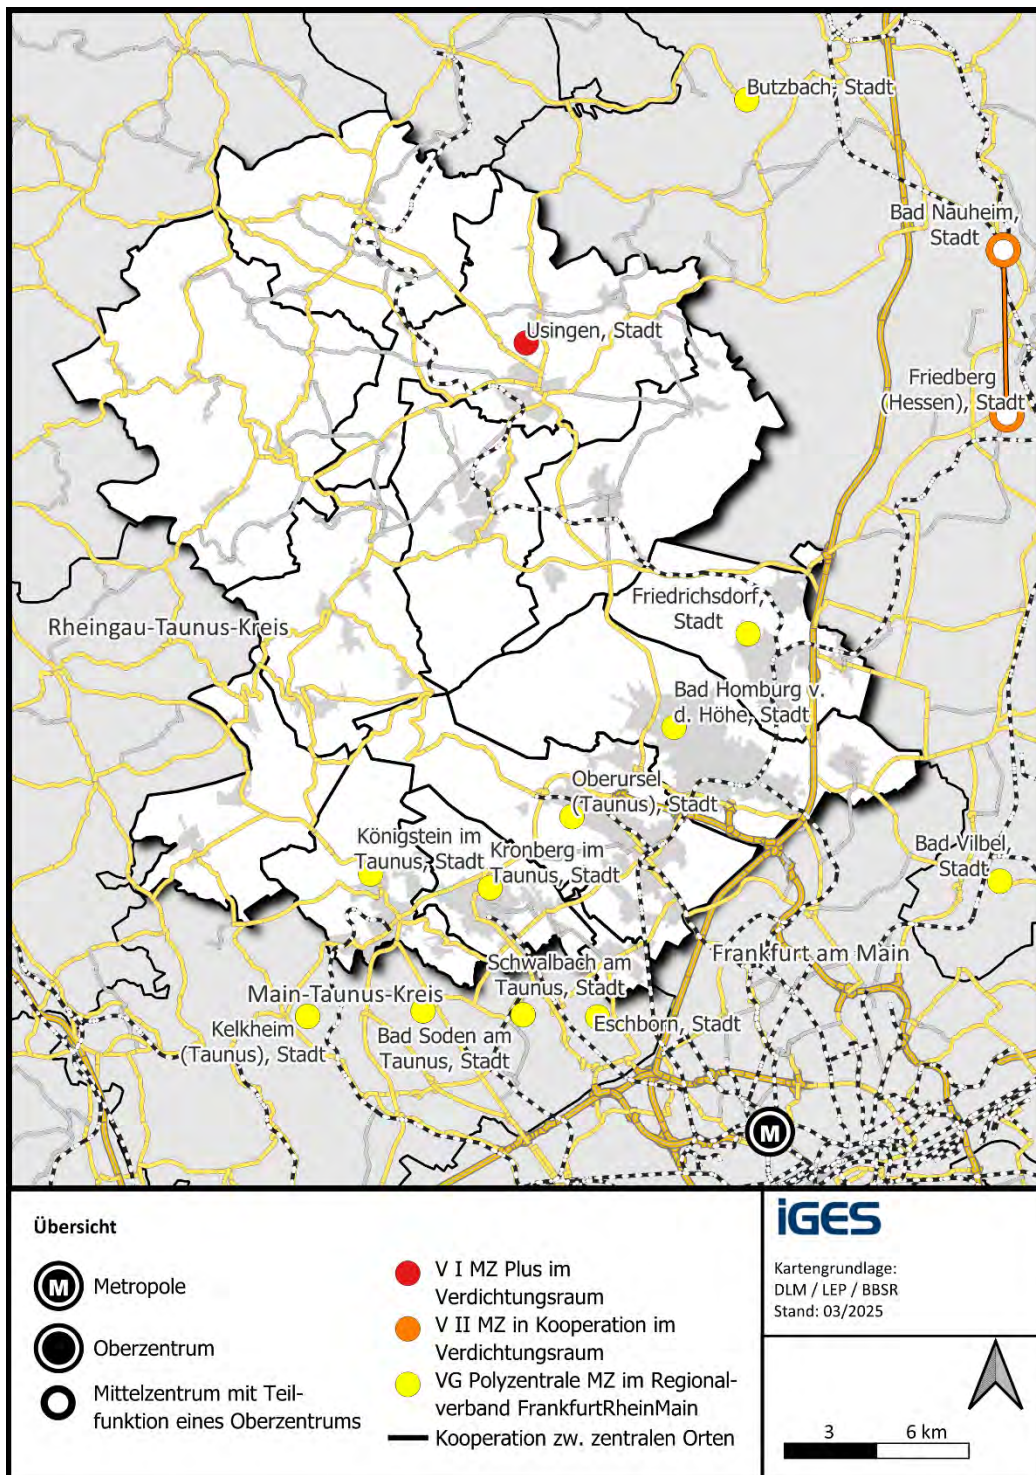 Butzbach, Stadt
Bad Nauheim,
Stadt
Usingen, Stadt
Friedberg
(Hessen), Stadt
Friedrichsdorf,
Stadt
Rheingau-Taunus-Kreis
Bad Homburg v.
d. Höhe, Stadt
Oberursel
(Taunus), Stadt
Königstein im
Taunus, Stadt
Kronberg im
Taunus, Stadt
Bad Vilbel,
Stadt
Frankfurt am Main
Schwalbach am
Taunus, Stadt
Main-Taunus-Kreis
Kelkheim
(Taunus), Stadt
Bad Soden am
Taunus, Stadt
Eschborn, Stadt
M
Übersicht
M Metropole
Oberzentrum
Mittelzentrum mit Teil-
funktion eines Oberzentrums
V I MZ Plus im
Verdichtungsraum
V II MZ in Kooperation im
Verdichtungsraum
VG Polyzentrale MZ im Regional-
verband FrankfurtRheinMain
Kooperation zw. zentralen Orten
iGES
Kartengrundlage:
DLM / LEP / BBSR
Stand: 03/2025
3 6 km